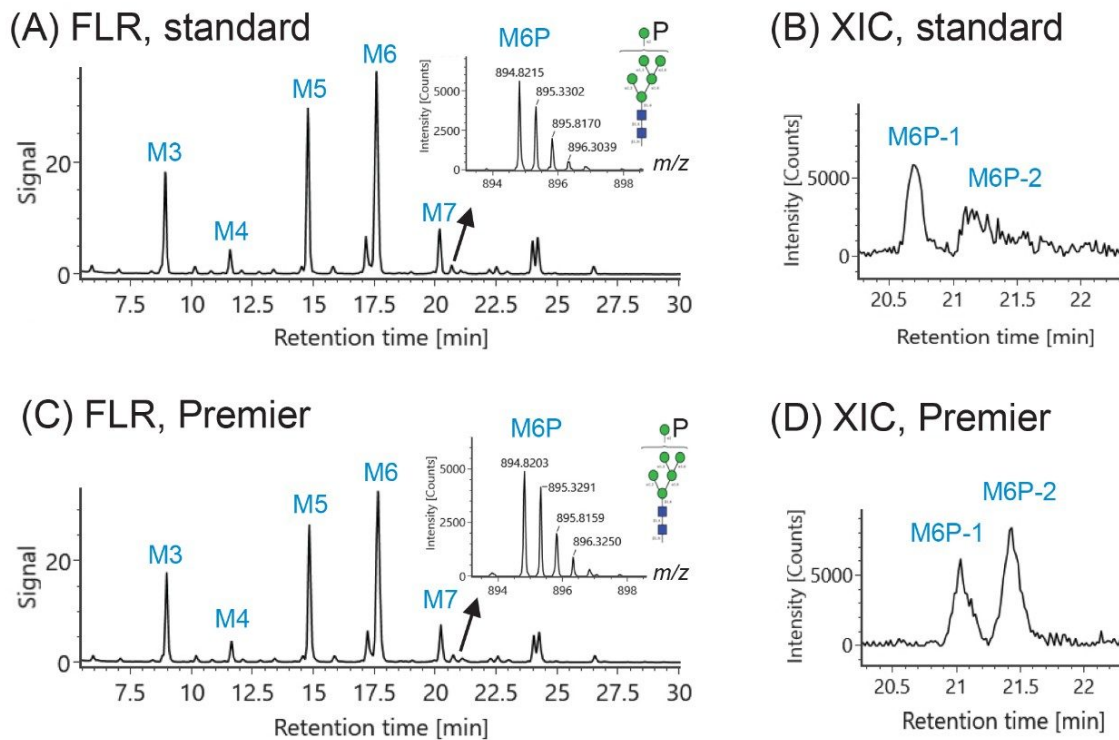 (A) FLR, standard
M6P
P
894.8215
895.3302
895.8170
896.3039
Intensity [Counts]
5000
2500
0
894
896
898
m/z
M3
M4
M5
M6
M7
Signal
20
0
7.5
10
12.5
15
17.5
20
22.5
25
27.5
30
Retention time [min]
(B) XIC, standard
M6P-1
M6P-2
Intensity [Counts]
5000
0
20.5
21
21.5
22
Retention time [min]
(C) FLR, Premier
M6P
P
894.8203
895.3291
895.8159
896.3250
Intensity [Counts]
5000
2500
0
894
896
898
m/z
M3
M4
M5
M6
M7
Signal
20
0
7.5
10
12.5
15
17.5
20
22.5
25
27.5
30
Retention time [min]
(D) XIC, Premier
M6P-1
M6P-2
Intensity [Counts]
5000
0
20.5
21
21.5
22
Retention time [min]